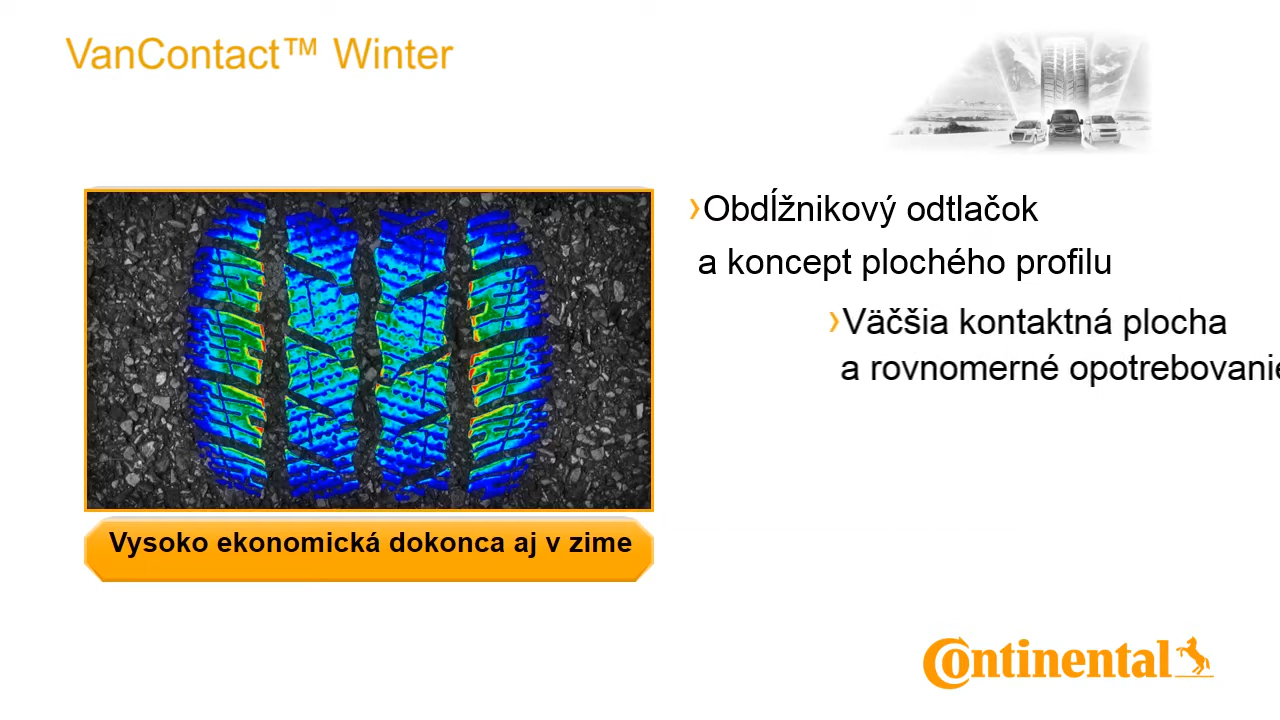 VanContact™ Winter
›Obdĺžnikový odtlačok
a koncept plochého profilu
›Väčšia kontaktná plocha
a rovnomerné opotrebovanie
Vysoko ekonomická dokonca aj v zime
Continental